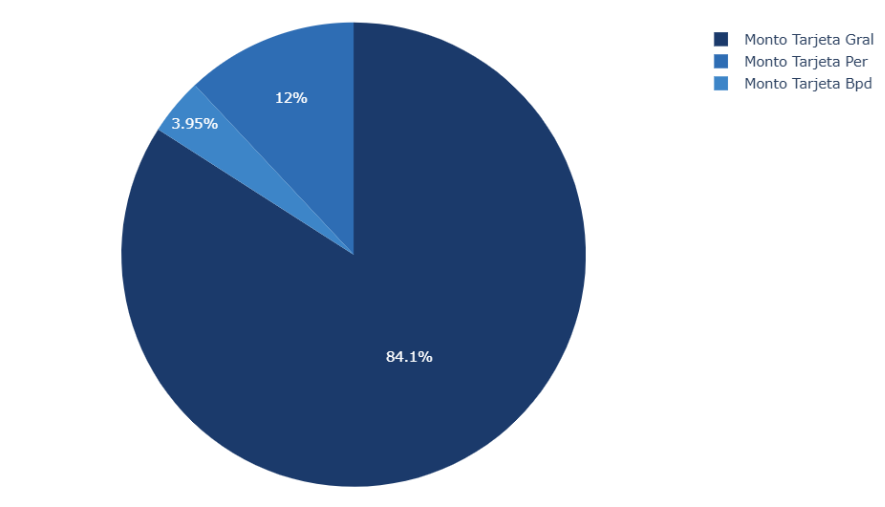 Monto Tarjeta Gral
Monto Tarjeta Per
Monto Tarjeta Bpd
12%
3.95%
84.1%